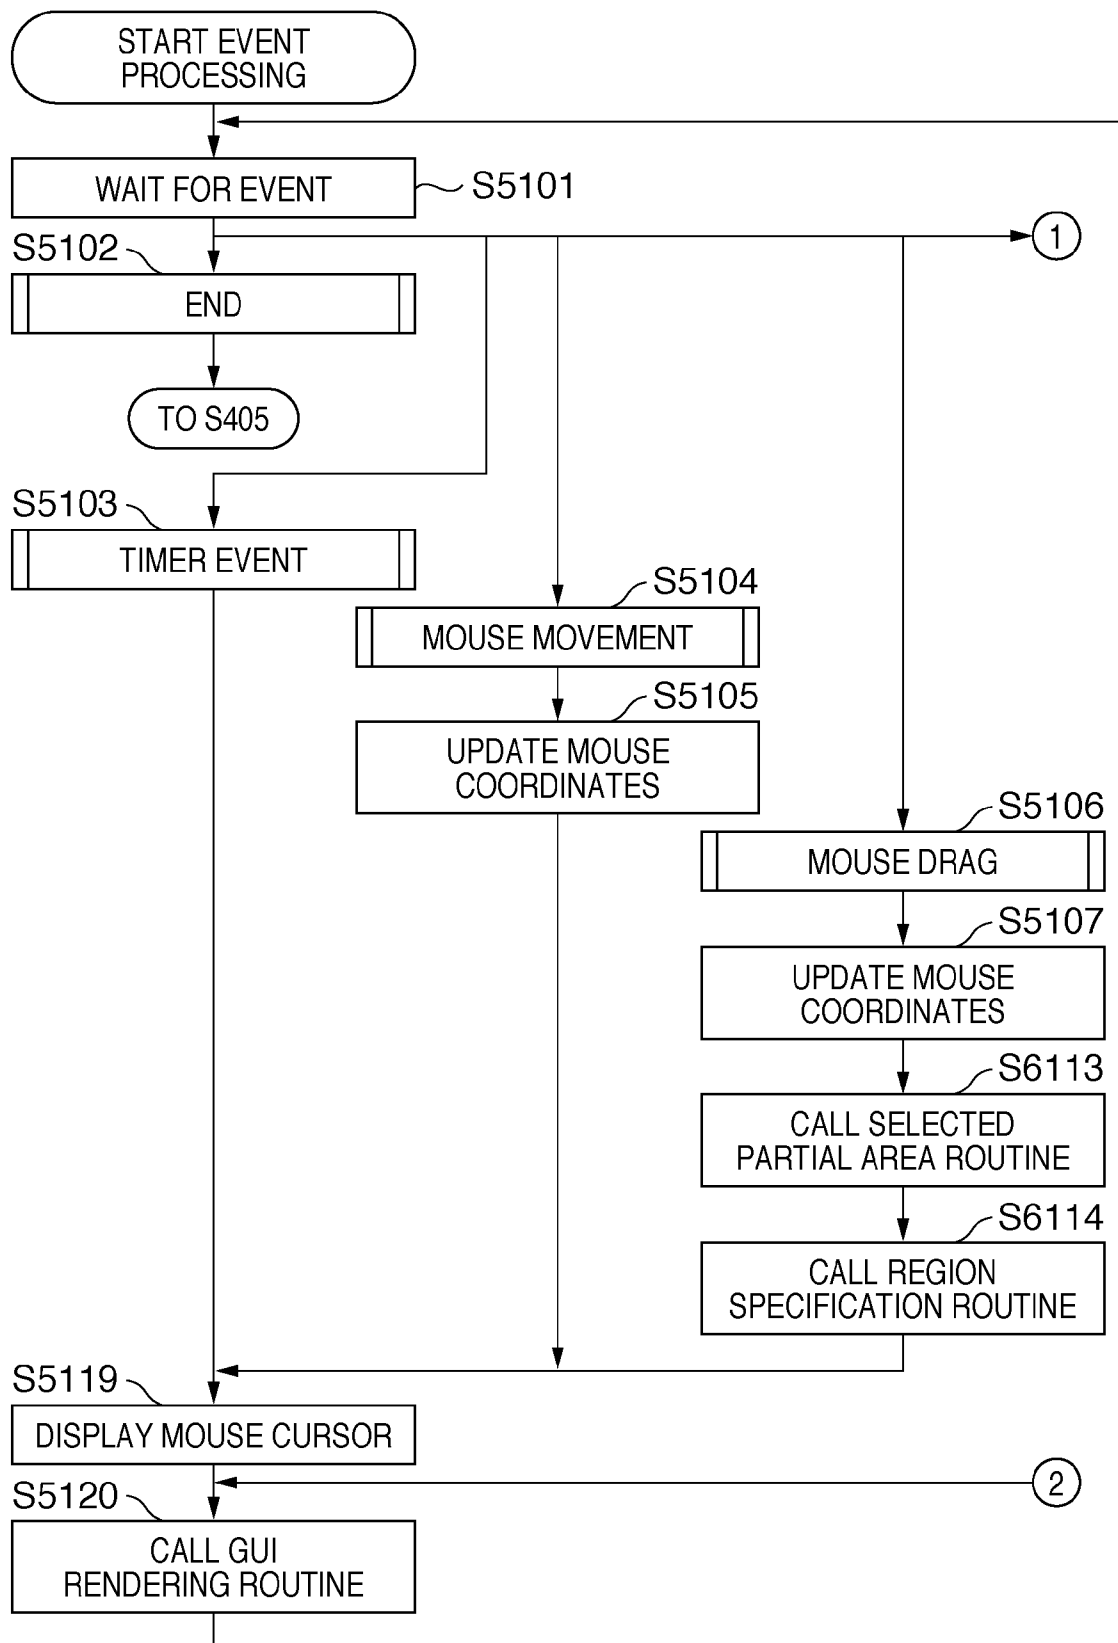 START EVENT
PROCESSING
WAIT FOR EVENT
S5101
1
S5102
END
TO S405
S5103
TIMER EVENT
S5104
MOUSE MOVEMENT
S5105
UPDATE MOUSE
COORDINATES
S5106
MOUSE DRAG
S5107
UPDATE MOUSE
COORDINATES
S6113
CALL SELECTED
PARTIAL AREA ROUTINE
S6114
CALL REGION
SPECIFICATION ROUTINE
S5119
DISPLAY MOUSE CURSOR
2
S5120
CALL GUI
RENDERING ROUTINE